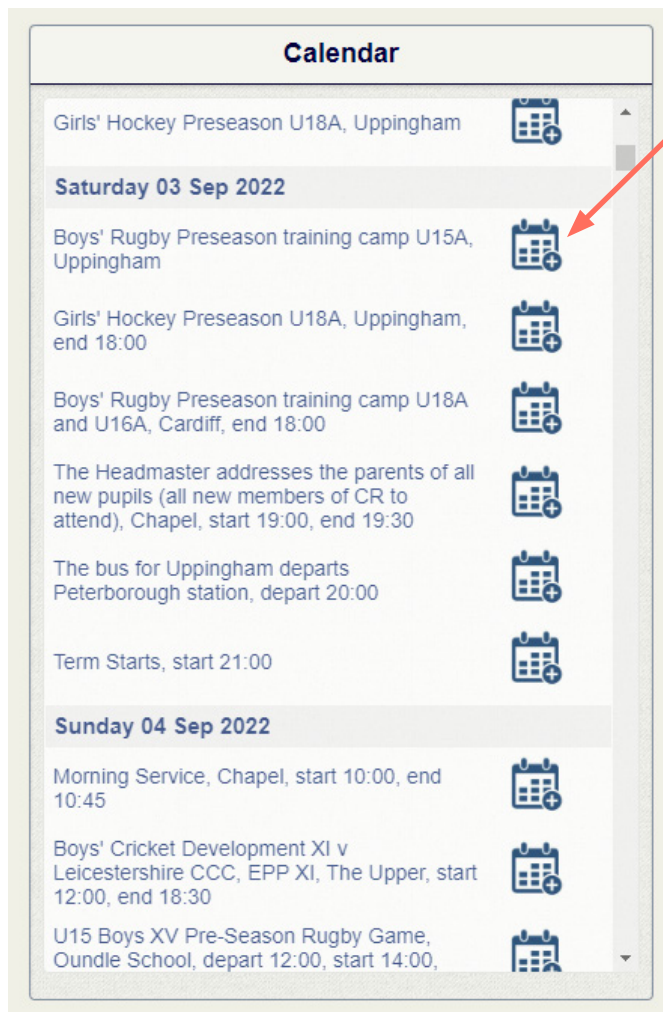 Calendar
Girls' Hockey Preseason U18A, Uppingham
Saturday 03 Sep 2022
Boys' Rugby Preseason training camp U15A,
Uppingham
Girls' Hockey Preseason U18A, Uppingham,
end 18:00
Boys' Rugby Preseason training camp U18A
and U16A, Cardiff, end 18:00
The Headmaster addresses the parents of all
new pupils (all new members of CR to
attend), Chapel, start 19:00, end 19:30
The bus for Uppingham departs
Peterborough station, depart 20:00
Term Starts, start 21:00
Sunday 04 Sep 2022
Morning Service, Chapel, start 10:00, end
10:45
Boys' Cricket Development XI v
Leicestershire CCC, EPP XI, The Upper, start
12:00, end 18:30
U15 Boys XV Pre-Season Rugby Game,
Oundle School, depart 12:00, start 14:00,